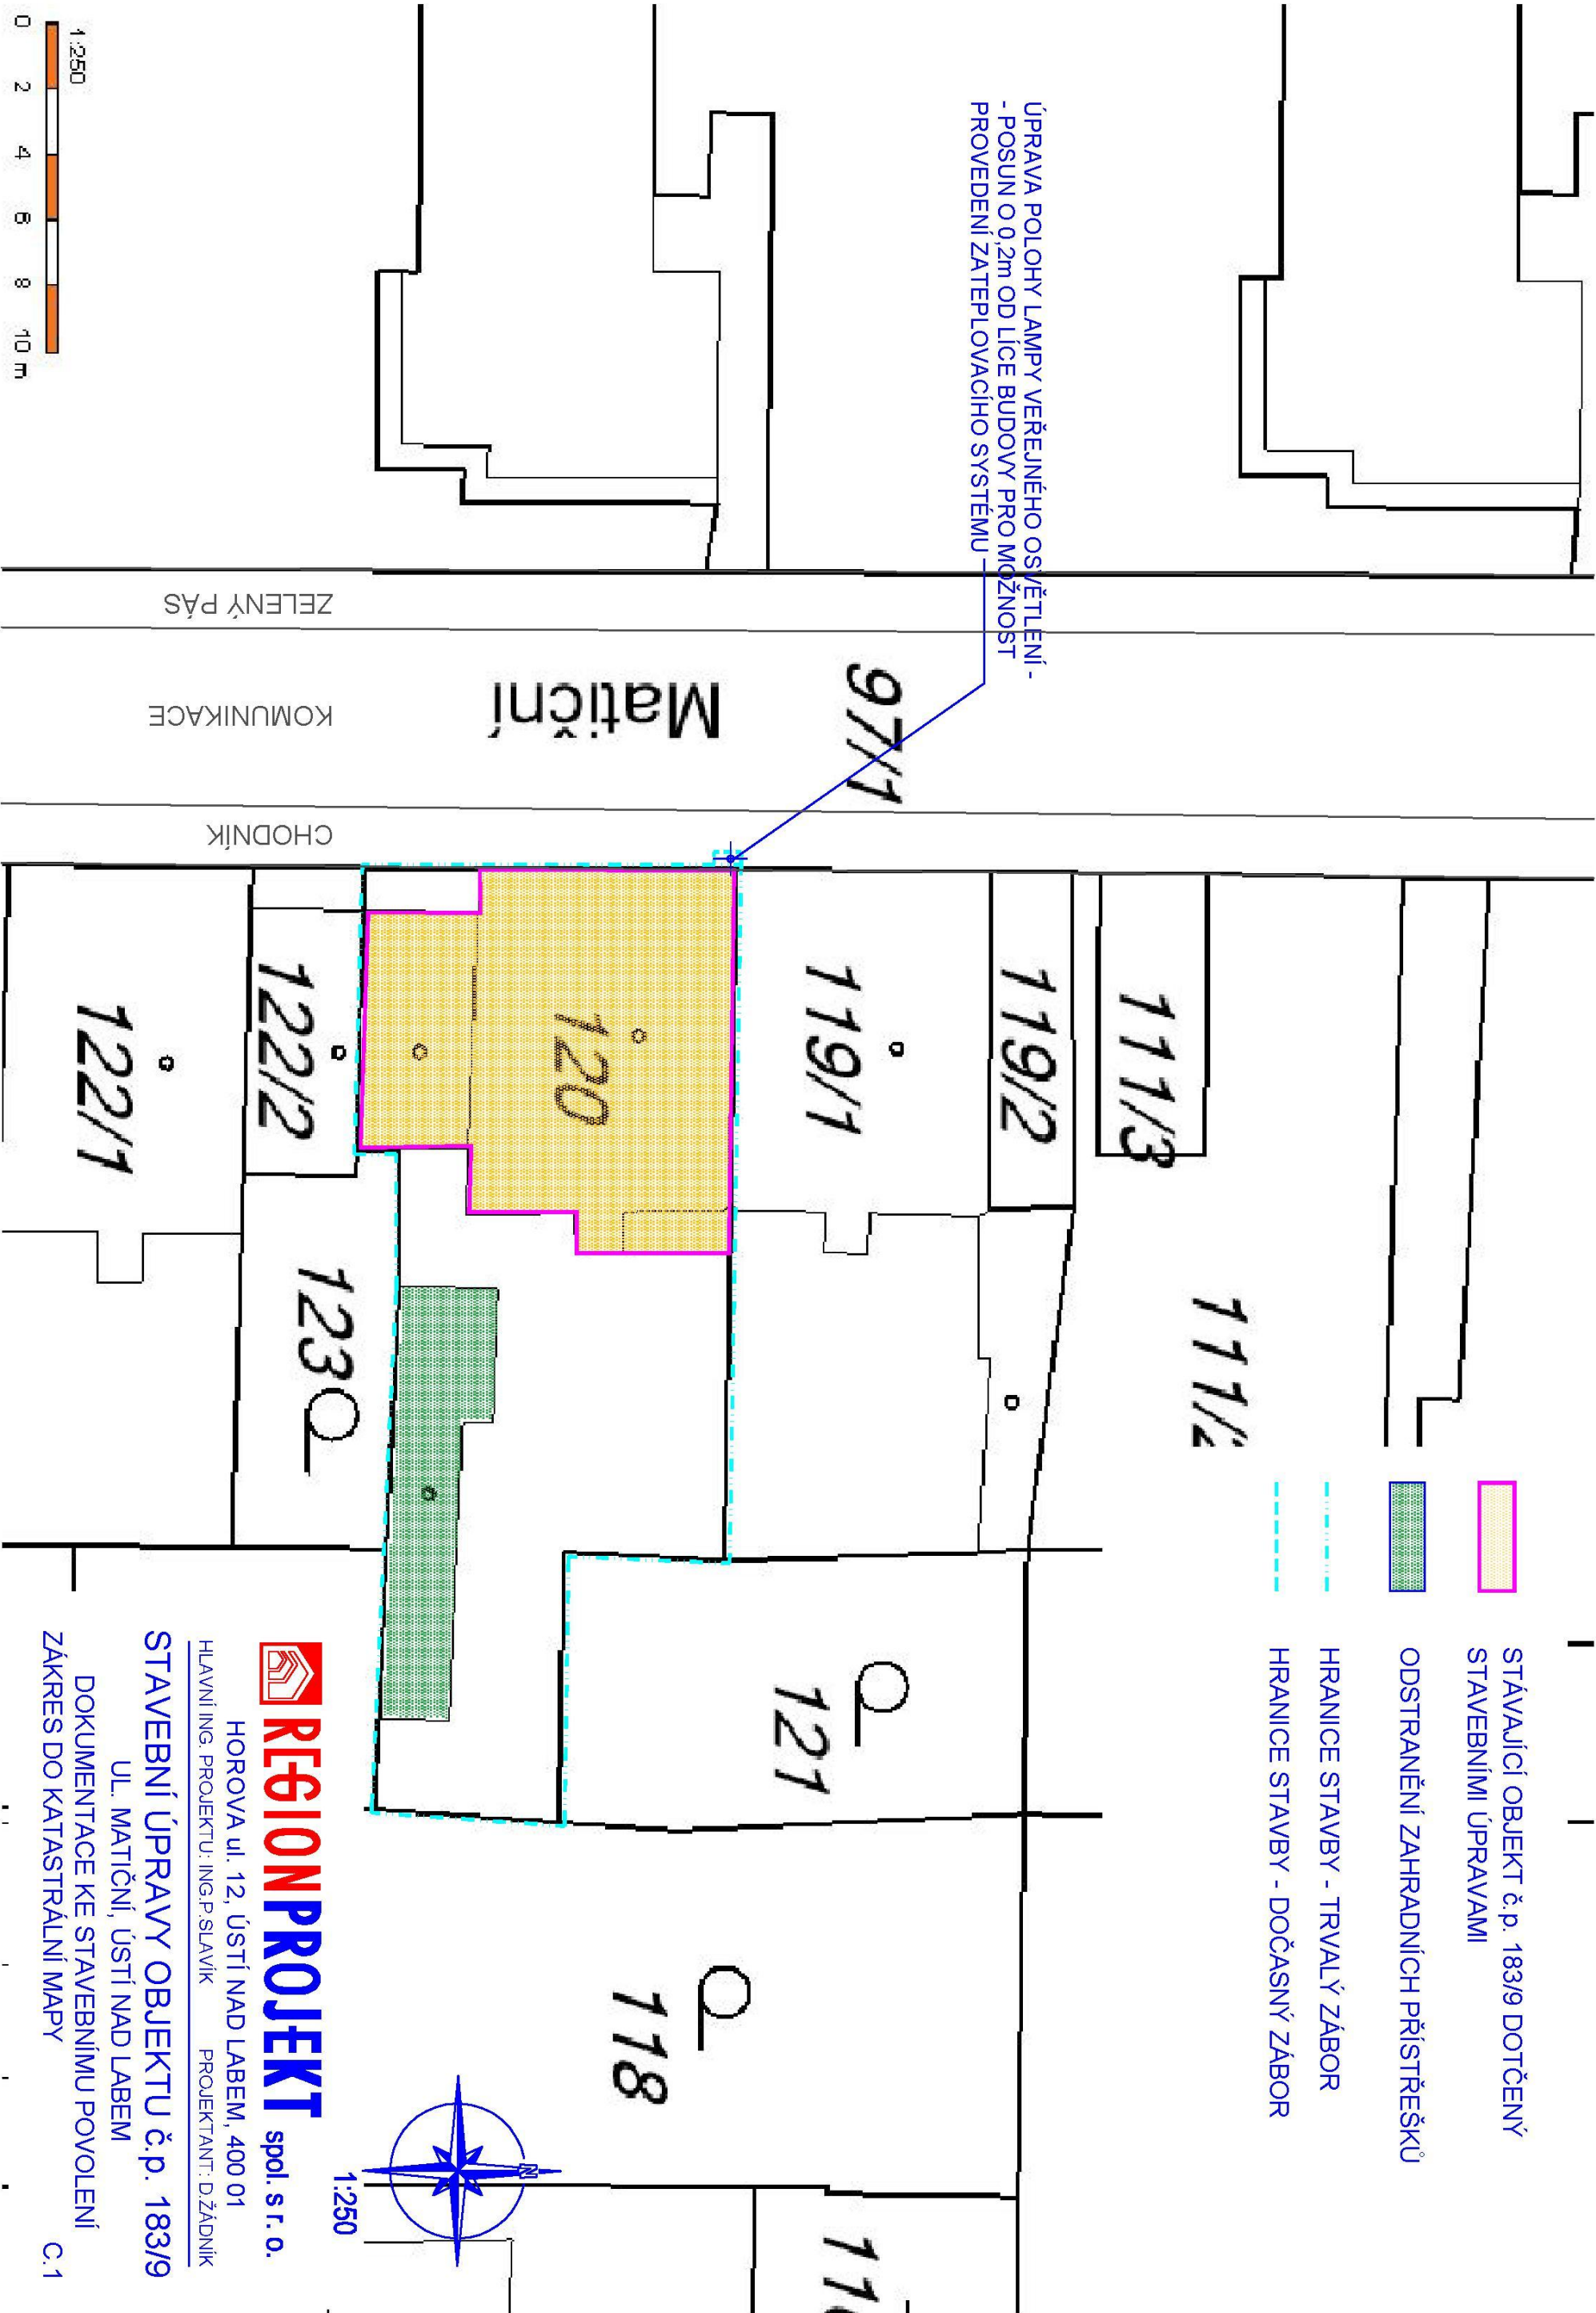 ÚPRAVA POLOHY LAMPY VEŘEJNÉHO OSVĚTLENÍ -
- POSUN O 0,2m OD LÍCE BUDOVY PRO MOŽNOST
PROVEDENÍ ZATEPLOVACÍHO SYSTÉMU
STÁVAJÍCÍ OBJEKT č.p. 183/9 DOTČENÝ
STAVEBNÍMI ÚPRAVAMI
ODSTRANĚNÍ ZAHRADNÍCH PŘÍSTŘEŠKŮ
HRANICE STAVBY - TRVALÝ ZÁBOR
HRANICE STAVBY - DOČASNÝ ZÁBOR
111/2
111/3
119/2
119/1
97/1
121
118
120
Matiční
ZELENÝ PÁS
KOMUNIKACE
CHODNÍK
122/2
123
122/1
N
1:250
REGIONPROJEKT spol. s r. o.
HOROVA ul. 12, ÚSTÍ NAD LABEM, 400 01
HLAVNÍ ING. PROJEKTU: ING.P.SLAVÍK PROJEKTANT: D.ŽÁDNÍK
STAVEBNÍ ÚPRAVY OBJEKTU č.p. 183/9
UL. MATIČNÍ, ÚSTÍ NAD LABEM
DOKUMENTACE KE STAVEBNÍMU POVOLENÍ
ZÁKRES DO KATASTRÁLNÍ MAPY C.1
1:250
0 2 4 6 8 10 m